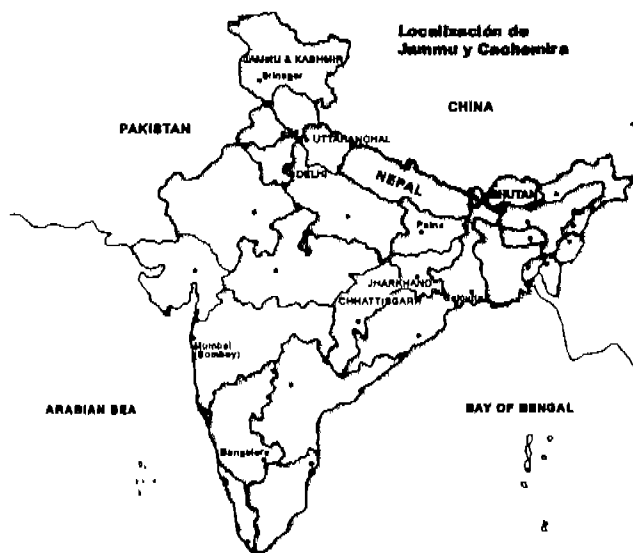 Localización de
Jammu y Cachemira
JAMMU & KASHMIR
Srinagar
CHINA
PAKISTAN
UTTARANCHAL
DELHI
NEPAL
BHUTAN
Patna
JHARKHAND
CHHATTISGARH
Mumbai
(Bombay)
ARABIAN SEA
BAY OF BENGAL
Bangalore